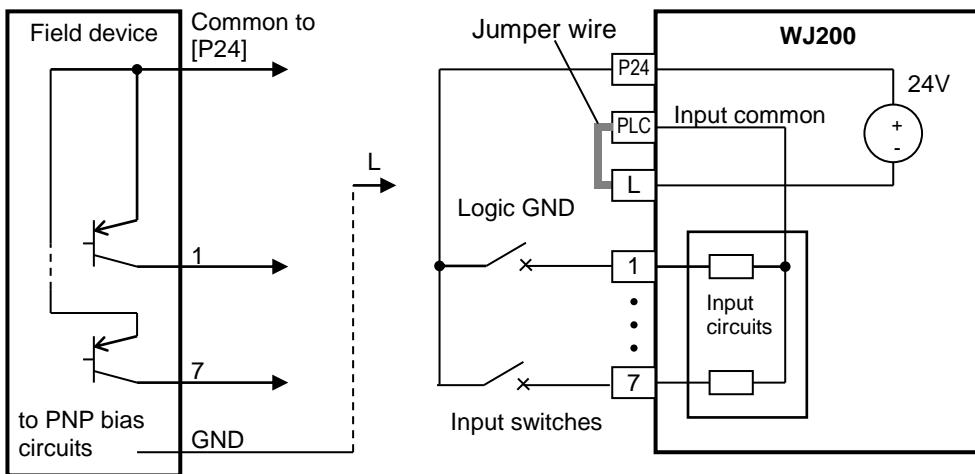 Field device
Common to
[P24]
1
7
to PNP bias
circuits
GND
L
Jumper wire
WJ200
P24
24V
PLC
Input common
+
-
L
Logic GND
1
Input
circuits
7
Input switches